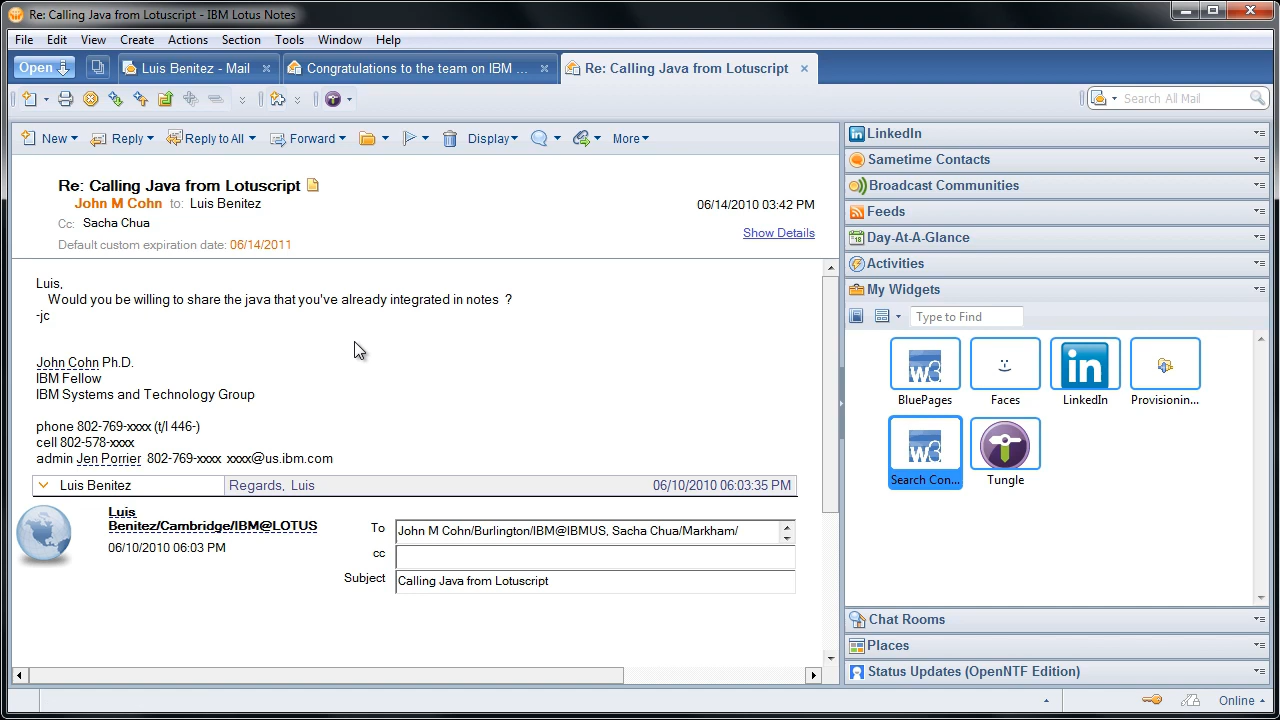 Re: Calling Java from Lotuscript - IBM Lotus Notes
File Edit View Create Actions Section Tools Window Help
Open Luis Benitez - Mail Congratulations to the team on IBM ... Re: Calling Java from Lotuscript
Search All Mail
New Reply Reply to All Forward Display More
Re: Calling Java from Lotuscript
John M Cohn to: Luis Benitez
06/14/2010 03:42 PM
Cc: Sacha Chua
Show Details
Default custom expiration date: 06/14/2011
Luis,
Would you be willing to share the java that you've already integrated in notes ?
-jc
John Cohn Ph.D.
IBM Fellow
IBM Systems and Technology Group
phone 802-769-xxxx (t/l 446-)
cell 802-578-xxxx
admin Jen Porrier 802-769-xxxx xxxx@us.ibm.com
Luis Benitez Regards, Luis 06/10/2010 06:03:35 PM
Luis
Benitez/Cambridge/IBM@LOTUS
06/10/2010 06:03 PM
To John M Cohn/Burlington/IBM@IBMUS, Sacha Chua/Markham/
cc
Subject Calling Java from Lotuscript
LinkedIn
Sametime Contacts
Broadcast Communities
Feeds
18 Day-At-A-Glance
Activities
My Widgets
Type to Find
w3 in
BluePages Faces LinkedIn Provisionin...
w3
Search Con... Tungle
Chat Rooms
Places
Status Updates (OpenNTF Edition)
Online